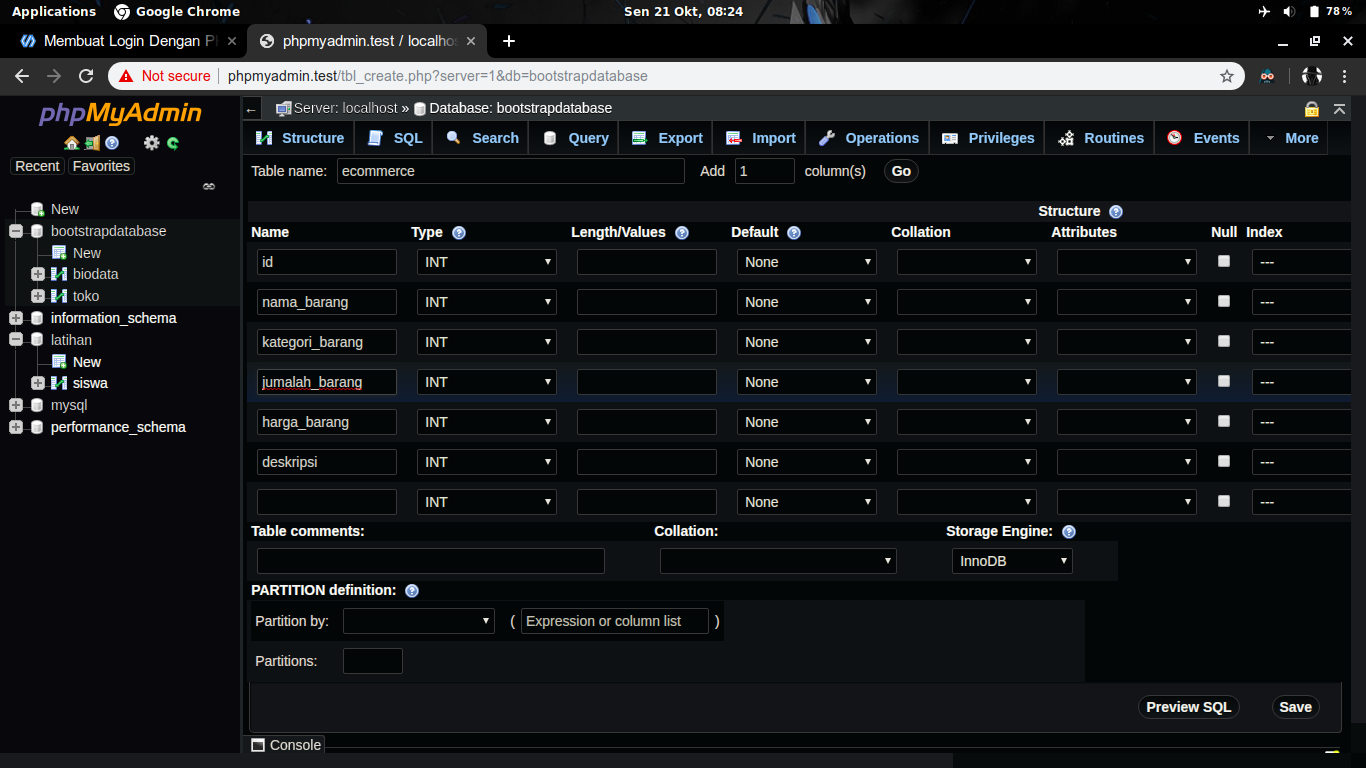 Applications Google Chrome Sen 21 Okt, 08:24 78 %
Membuat Login Dengan P phpmyadmin.test / localho
Not secure phpmyadmin.test/tbl_create.php?server=1&db=bootstrapdatabase
phpMyAdmin
Recent Favorites
New
bootstrapdatabase
New
biodata
toko
information_schema
latihan
New
siswa
mysql
performance_schema
Server: localhost » Database: bootstrapdatabase
Structure SQL Search Query Export Import Operations Privileges Routines Events More
Table name: ecommerce Add 1 column(s) Go
Structure
Name Type Length/Values Default Collation Attributes Null Index
id INT None ---
nama_barang INT None ---
kategori_barang INT None ---
jumalah_barang INT None ---
harga_barang INT None ---
deskripsi INT None ---
INT None ---
Table comments: Collation: Storage Engine:
InnoDB
PARTITION definition:
Partition by: ( Expression or column list )
Partitions:
Preview SQL Save
Console